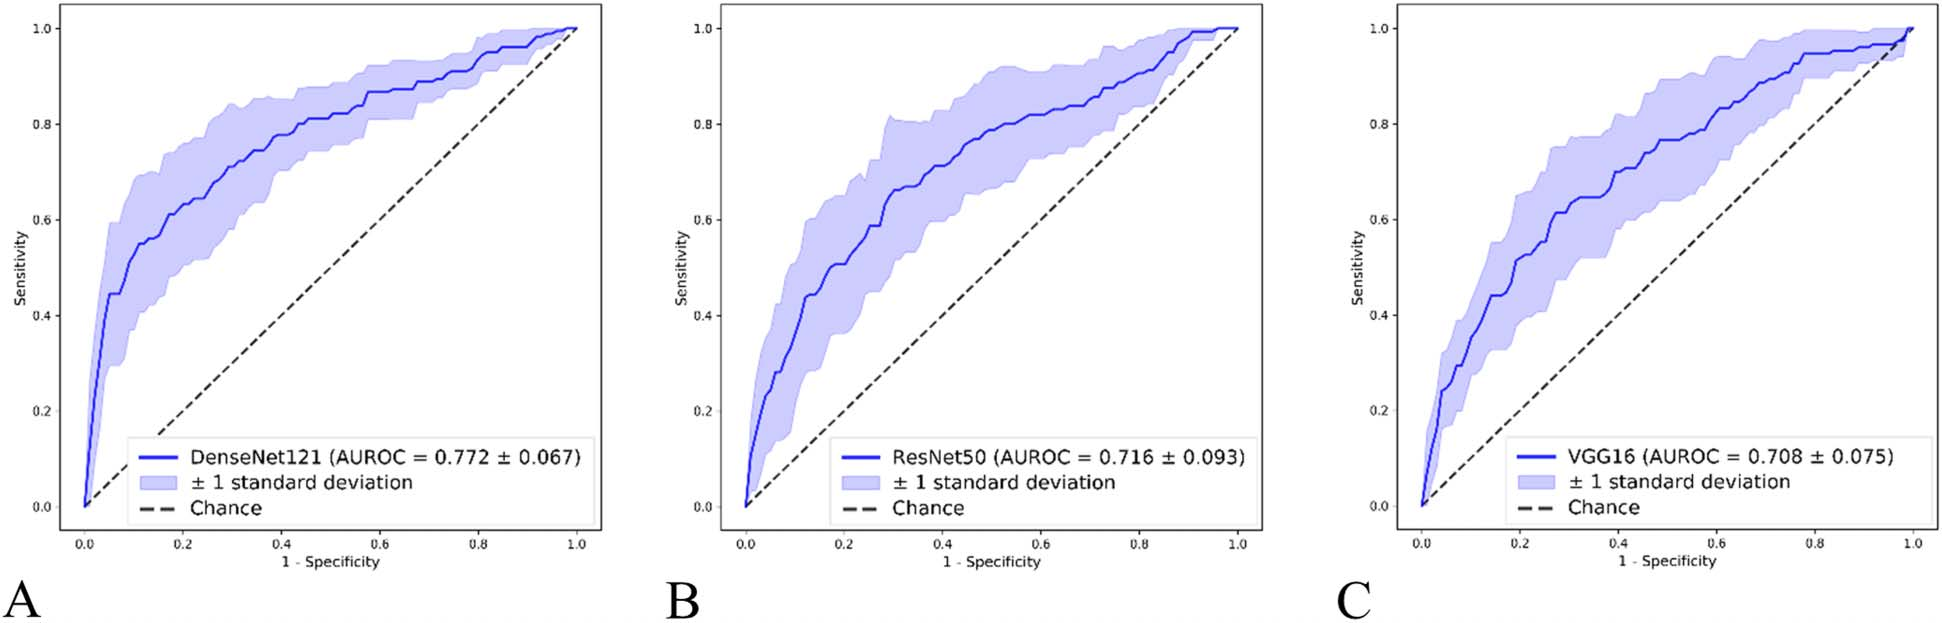 1.0
0.8
0.6
0.4
0.2
0.0
Sensitivity
DenseNet121 (AUROC = 0.772 ± 0.067)
± 1 standard deviation
Chance
0.0 0.2 0.4 0.6 0.8 1.0
1 - Specificity
A
1.0
0.8
0.6
0.4
0.2
0.0
Sensitivity
ResNet50 (AUROC = 0.716 ± 0.093)
± 1 standard deviation
Chance
0.0 0.2 0.4 0.6 0.8 1.0
1 - Specificity
B
1.0
0.8
0.6
0.4
0.2
0.0
Sensitivity
VGG16 (AUROC = 0.708 ± 0.075)
± 1 standard deviation
Chance
0.0 0.2 0.4 0.6 0.8 1.0
1 - Specificity
C